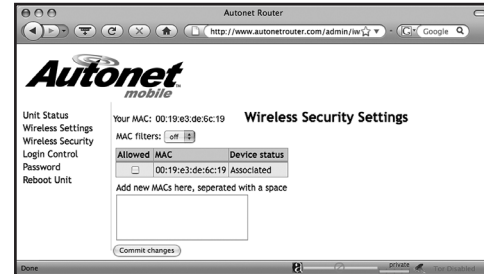 Autonet Router
http://www.autonetrouter.com/admin/iw
Google
Autonet
mobile
Unit Status
Wireless Settings
Wireless Security
Login Control
Password
Reboot Unit
Your MAC: 00:19:e3:de:6c:19
Wireless Security Settings
MAC filters: off
Allowed MAC Device status
00:19:e3:de:6c:19 Associated
Add new MACs here, seperated with a space
Commit changes
Done
private
Tor Disabled